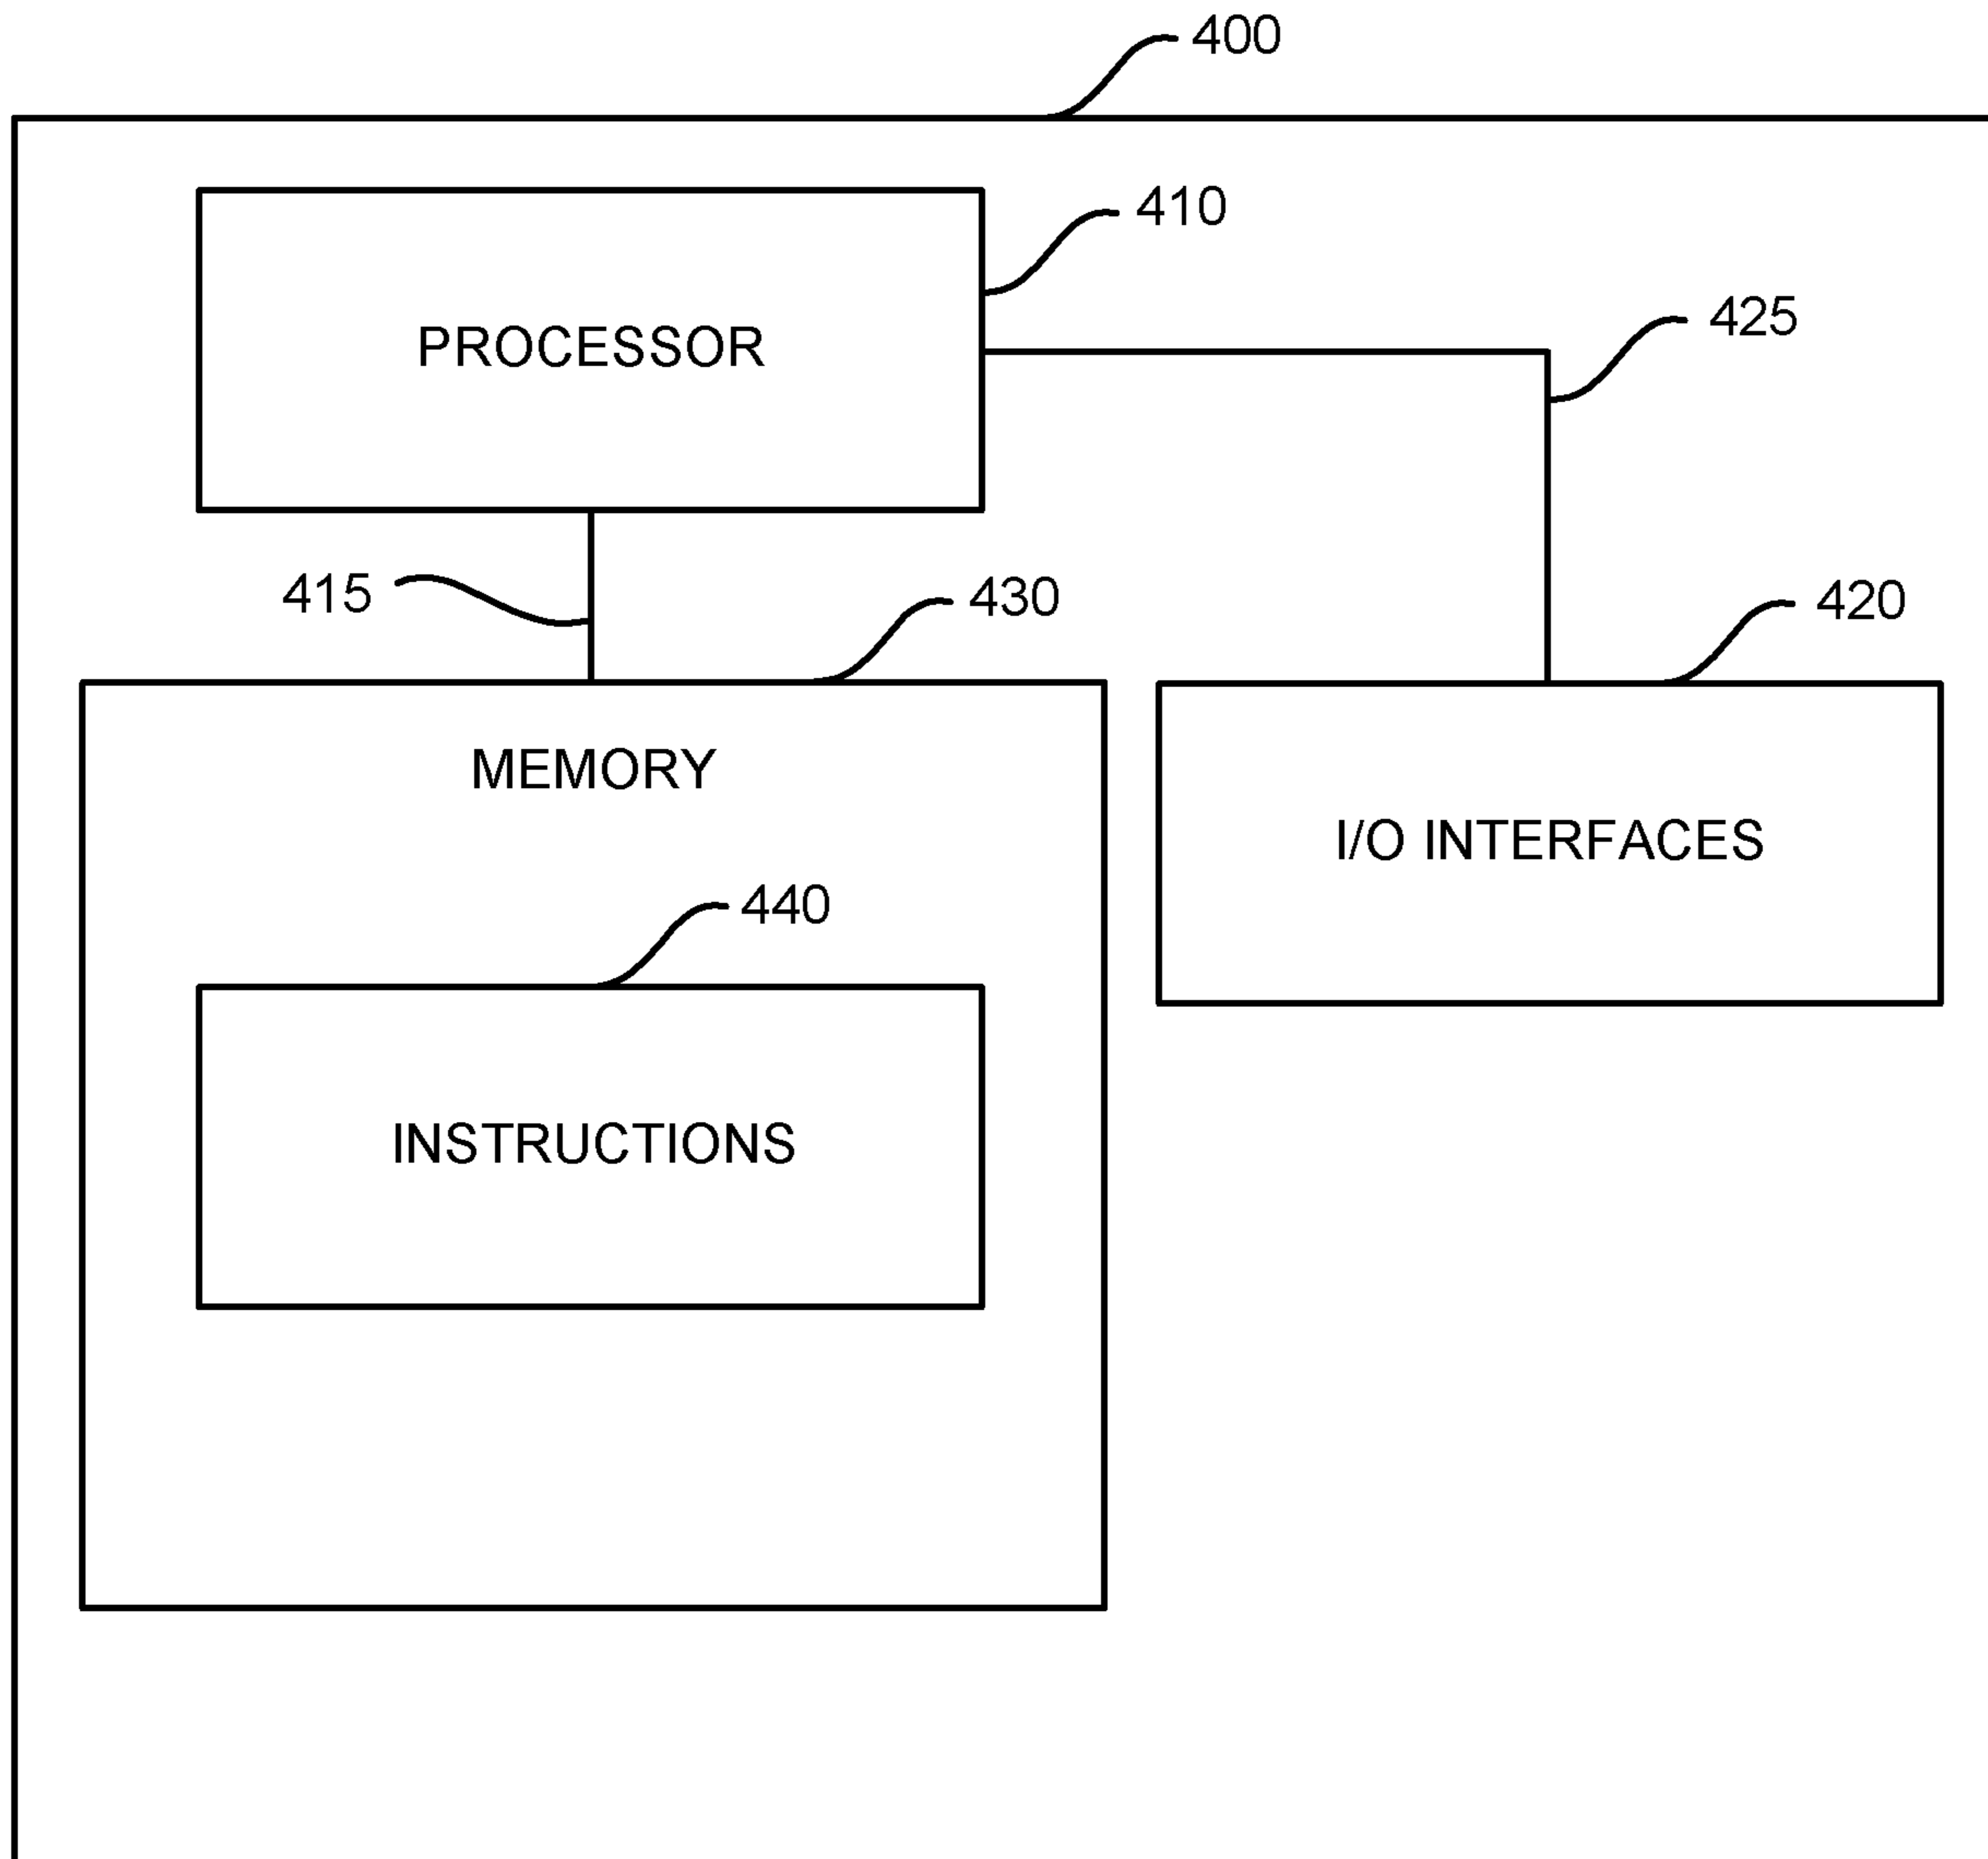 400
410
PROCESSOR
425
415
430
420
MEMORY
I/O INTERFACES
440
INSTRUCTIONS